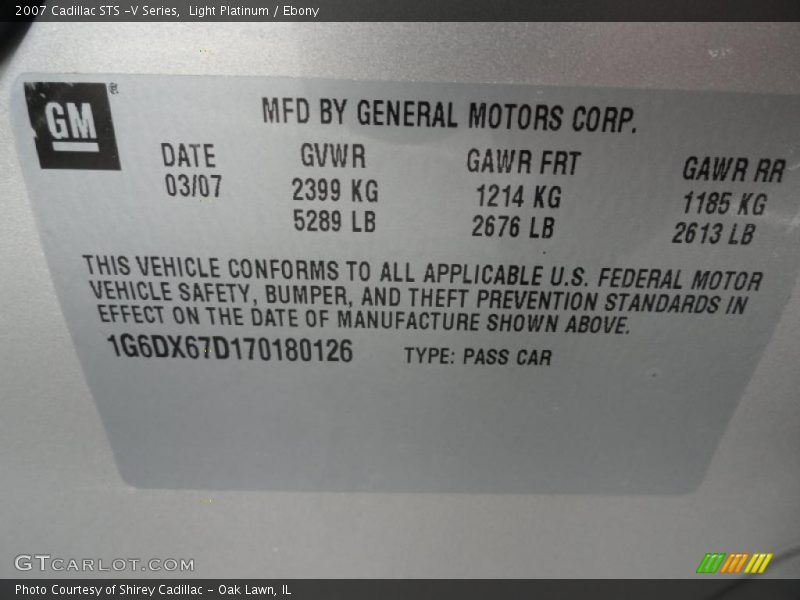 2007 Cadillac STS -V Series,  Light Platinum / Ebony
GM®
MFD BY GENERAL MOTORS CORP.
DATE GVWR GAWR FRT GAWR RR
03/07 2399 KG 1214 KG 1185 KG
5289 LB 2676 LB 2613 LB
THIS VEHICLE CONFORMS TO ALL APPLICABLE U.S. FEDERAL MOTOR
VEHICLE SAFETY, BUMPER, AND THEFT PREVENTION STANDARDS IN
EFFECT ON THE DATE OF MANUFACTURE SHOWN ABOVE.
1G6DX67D170180126 TYPE: PASS CAR
GTCARLOT.COM
Photo Courtesy of Shirey Cadillac - Oak Lawn, IL